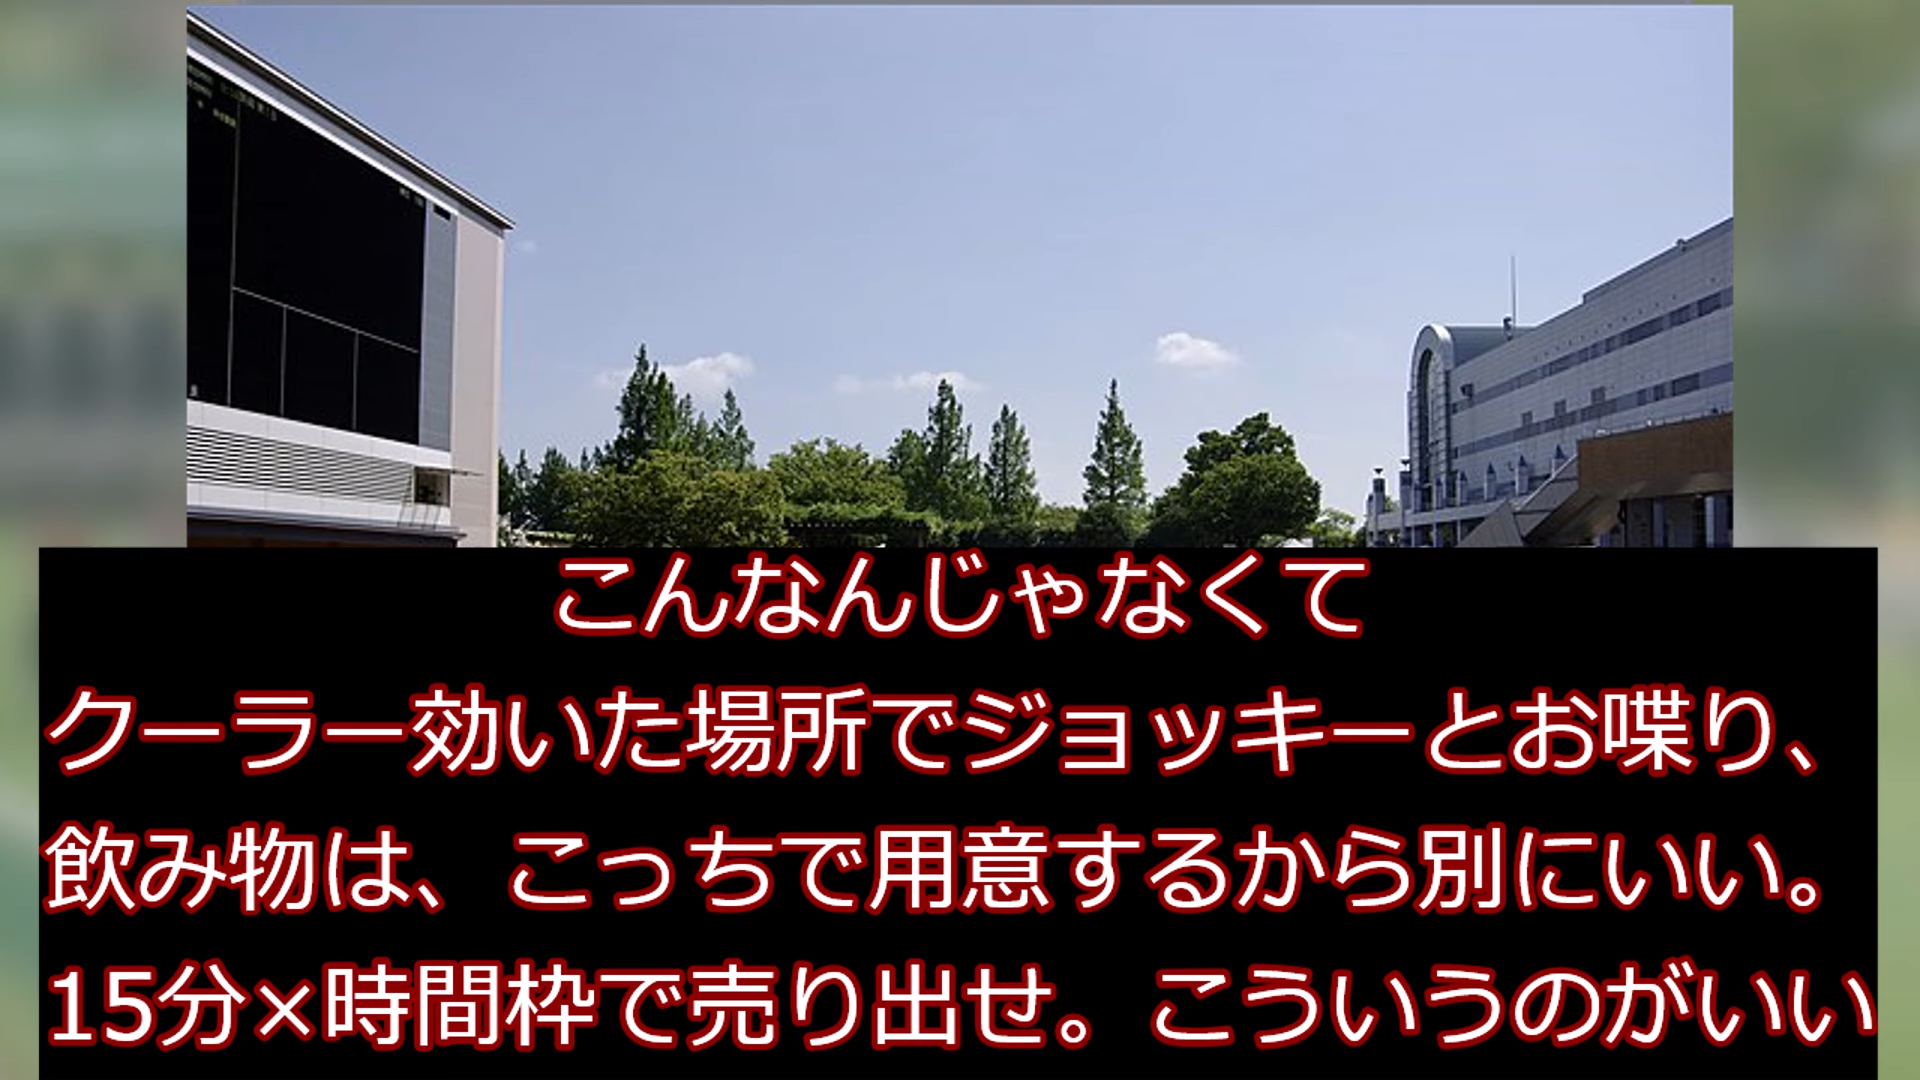 こんなんじゃなくて
クーラー効いた場所でジョッキーとお喋り、
飲み物は、こっちで用意するから別にいい。
15分×時間枠で売り出せ。こういうのがいい